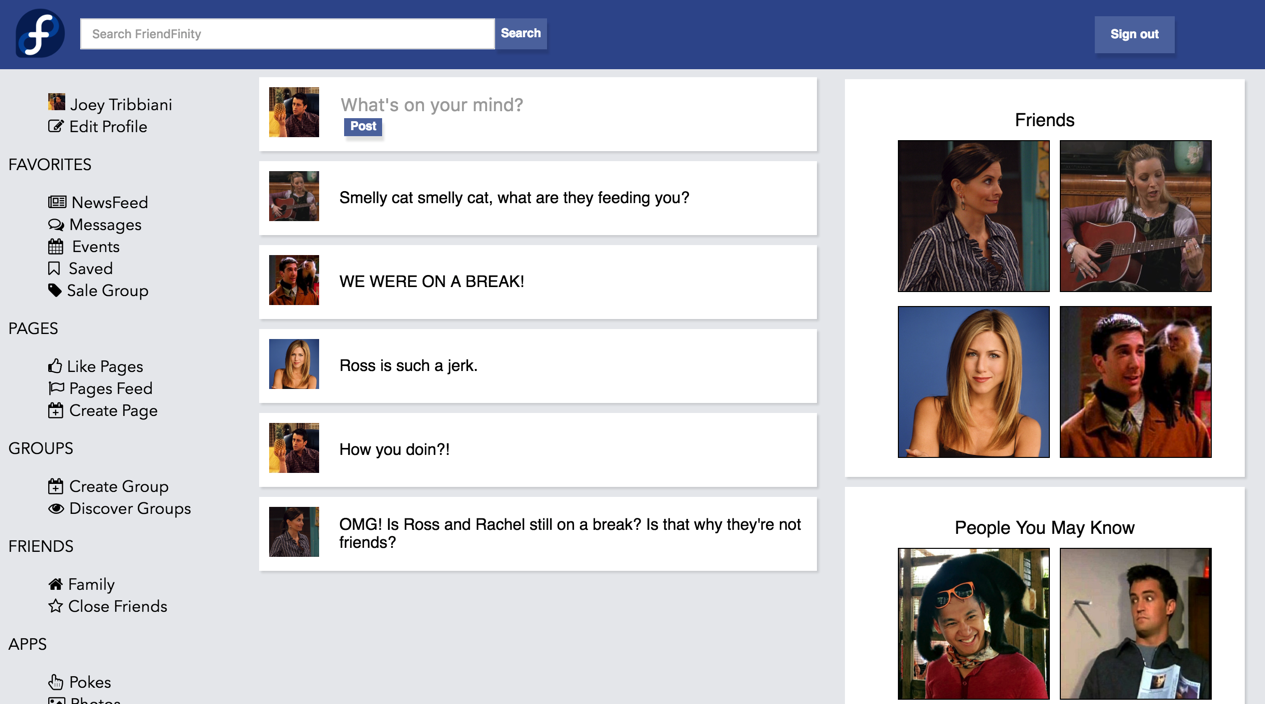 Search FriendFinity
Search
Sign out
Joey Tribbiani
Edit Profile
FAVORITES
NewsFeed
Messages
Events
Saved
Sale Group
PAGES
Like Pages
Pages Feed
Create Page
GROUPS
Create Group
Discover Groups
FRIENDS
Family
Close Friends
APPS
Pokes
Photos
What's on your mind?
Post
Smelly cat smelly cat, what are they feeding you?
WE WERE ON A BREAK!
Ross is such a jerk.
How you doin?!
OMG! Is Ross and Rachel still on a break? Is that why they're not
friends?
Friends
People You May Know